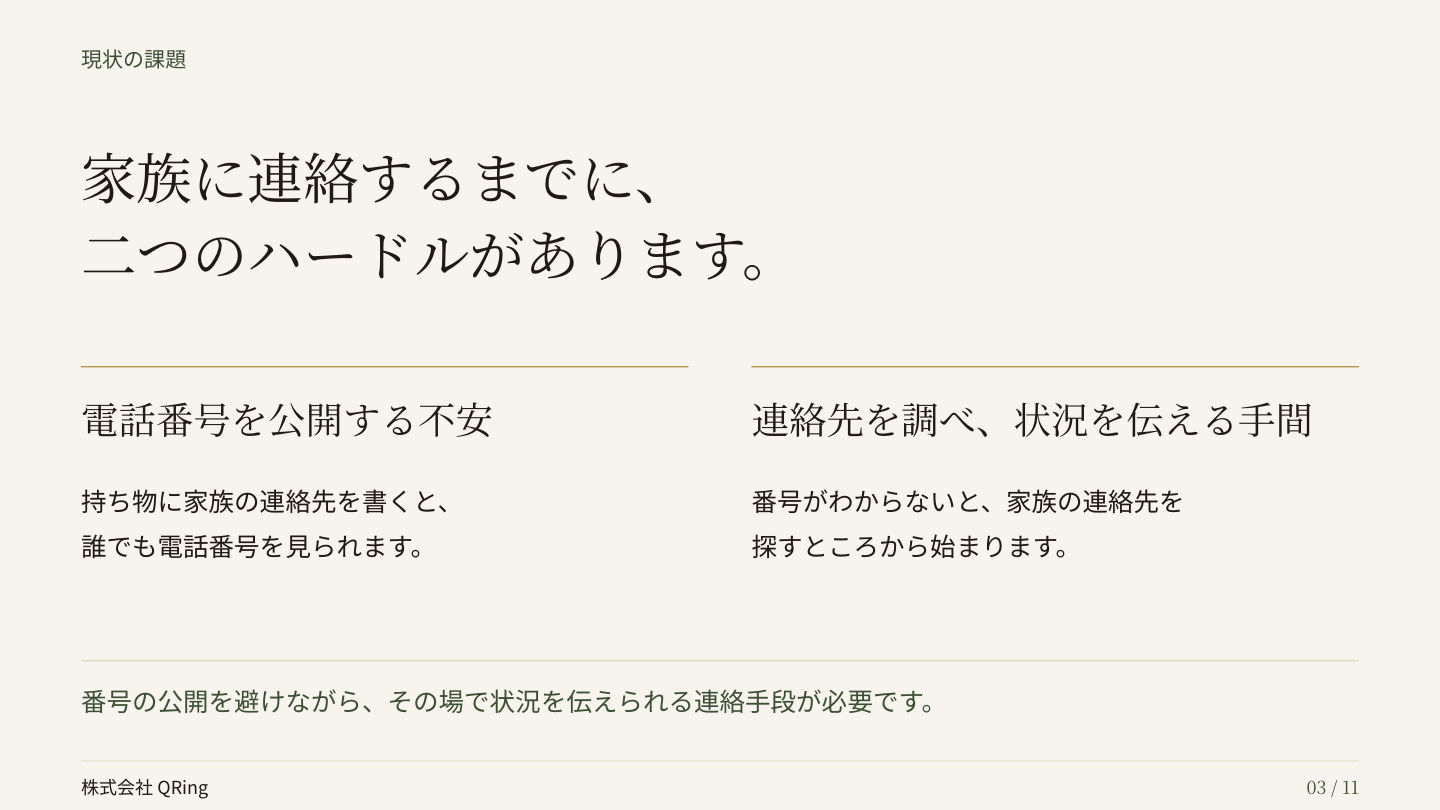 現状の課題
家族に連絡するまでに、
二つのハードルがあります。
電話番号を公開する不安
持ち物に家族の連絡先を書くと、
誰でも電話番号を見られます。
連絡先を調べ、状況を伝える手間
番号がわからないと、家族の連絡先を
探すところから始まります。
番号の公開を避けながら、その場で状況を伝えられる連絡手段が必要です。
株式会社 QRing
03 / 11